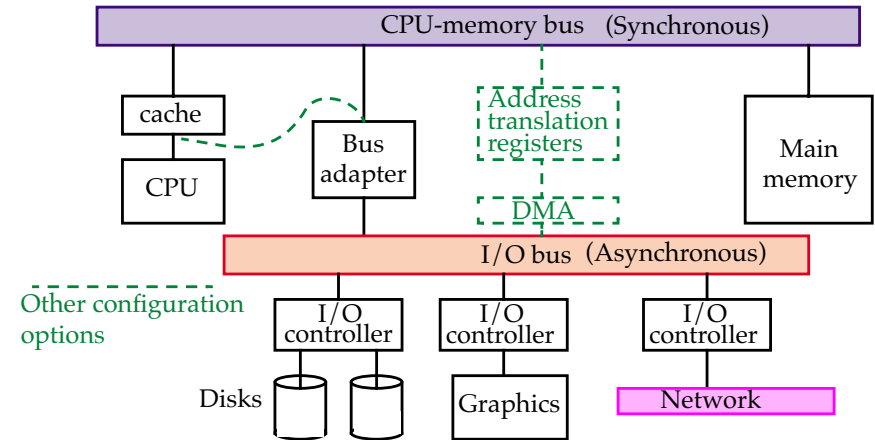 CPU-memory bus (Synchronous)
cache
CPU
Bus
adapter
Address
translation
registers
DMA
Main
memory
I/O bus (Asynchronous)
Other configuration
options
I/O
controller
I/O
controller
I/O
controller
Disks
Graphics
Network